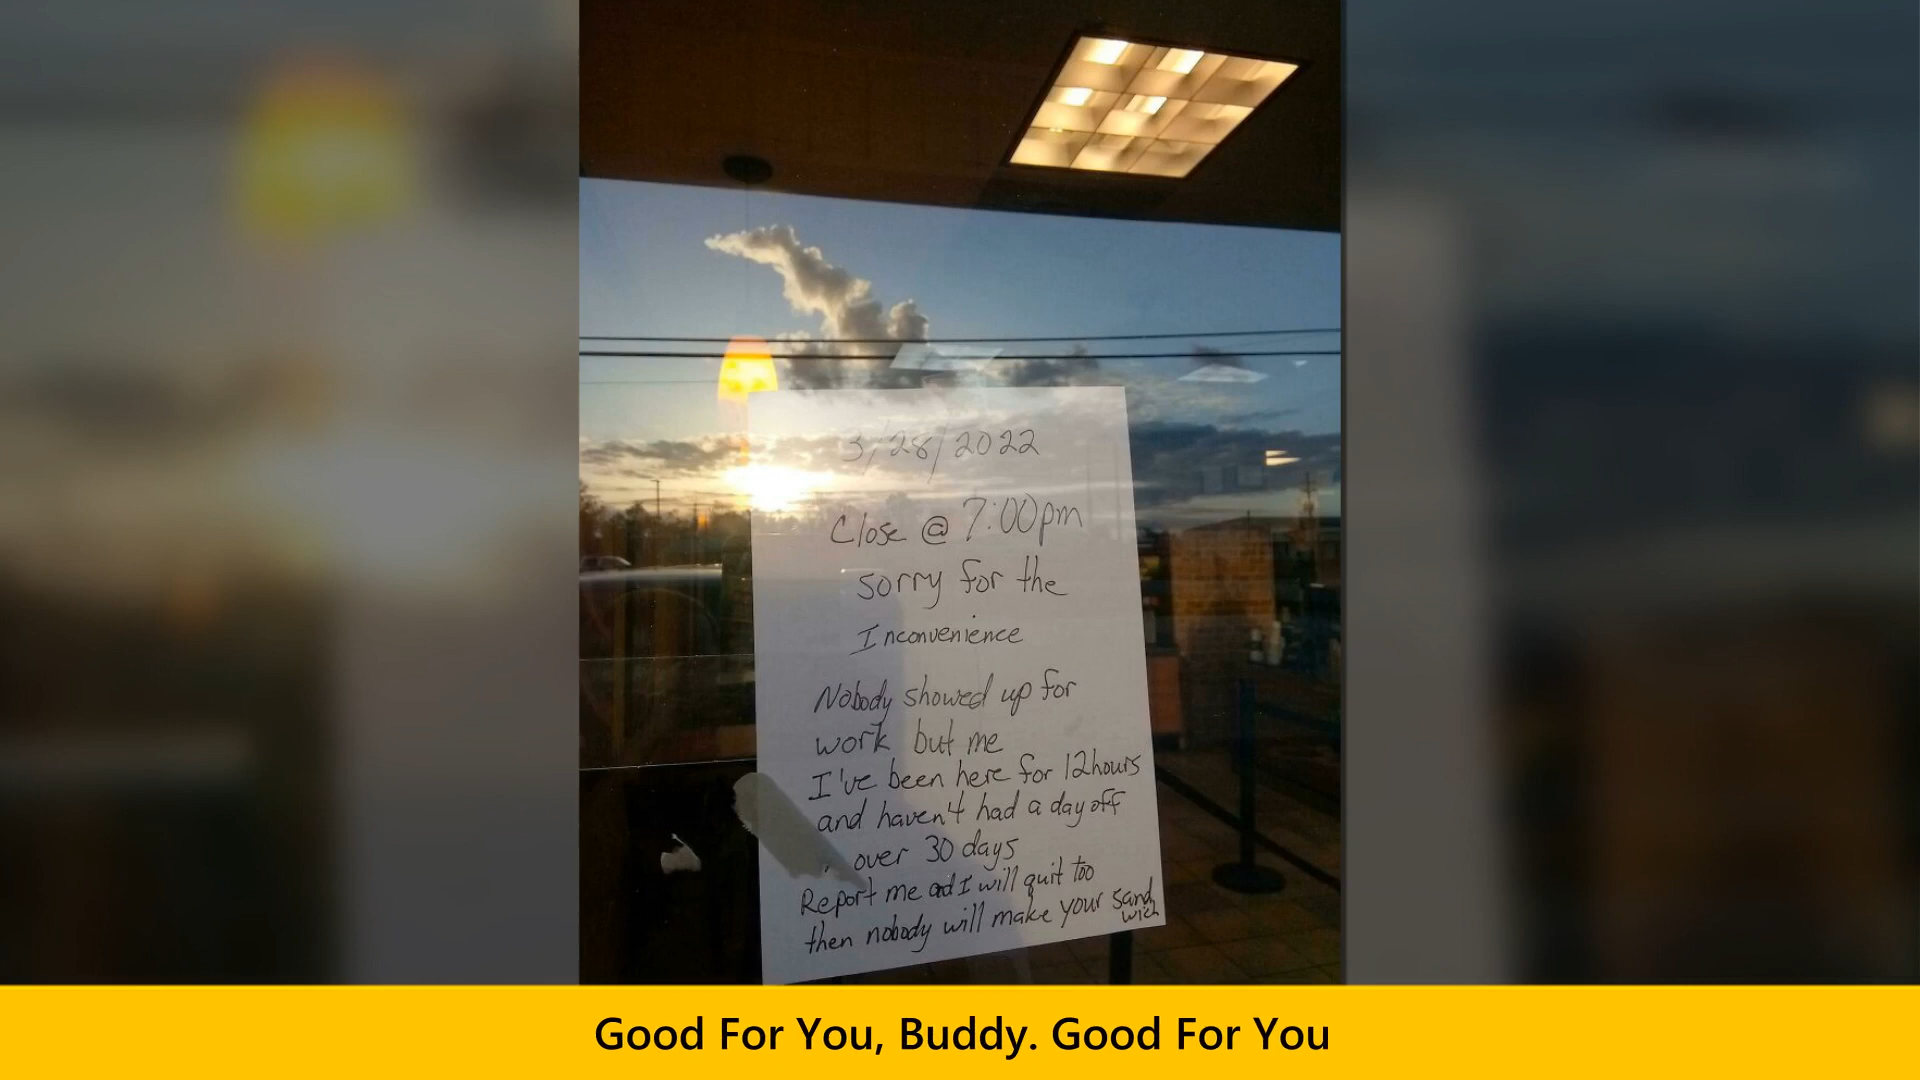 3/28/2022
Close @ 7:00pm
sorry for the
Inconvenience
Nobody showed up for
work but me
I've been here for 12hours
and haven't had a day off
over 30 days
Report me and I will quit too
then nobody will make your sand
wich
Good For You, Buddy. Good For You